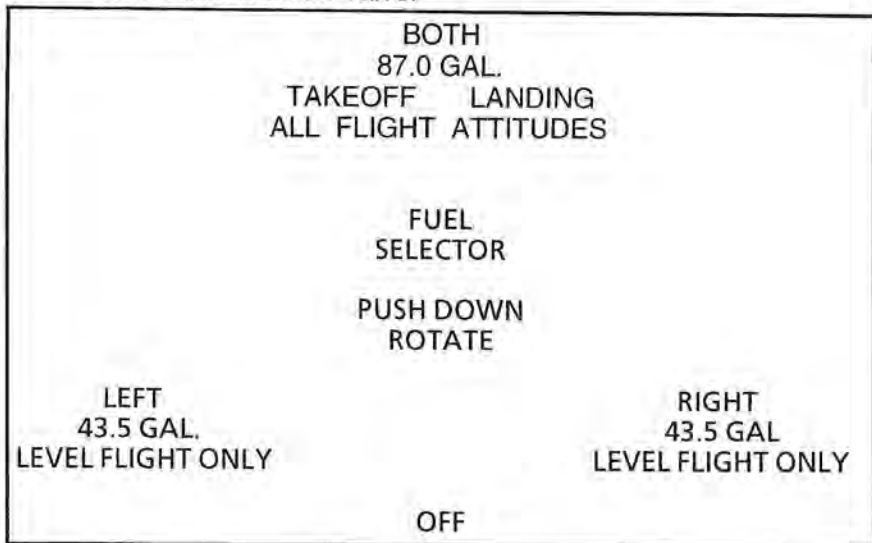 BOTH
87.0 GAL.
TAKEOFF LANDING
ALL FLIGHT ATTITUDES
FUEL
SELECTOR
PUSH DOWN
ROTATE
LEFT
43.5 GAL.
LEVEL FLIGHT ONLY
RIGHT
43.5 GAL
LEVEL FLIGHT ONLY
OFF